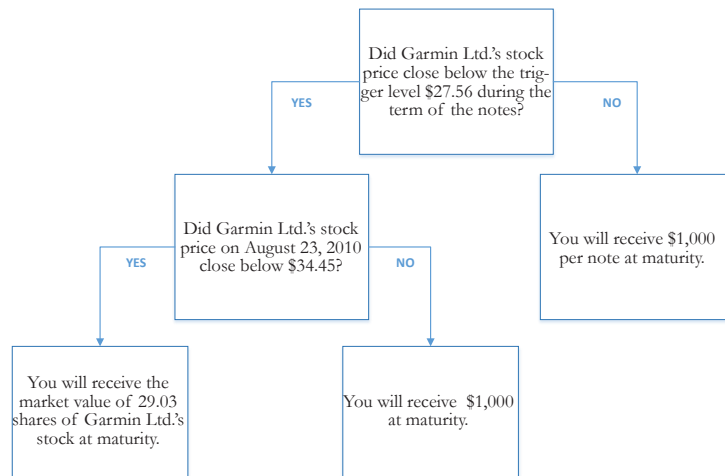 Did Garmin Ltd.'s stock
price close below the trig-
ger level $27.56 during the
term of the notes?
YES
NO
Did Garmin Ltd.'s stock
price on August 23, 2010
close below $34.45?
You will receive $1,000
per note at maturity.
YES
NO
You will receive the
market value of 29.03
shares of Garmin Ltd.'s
stock at maturity.
You will receive $1,000
at maturity.